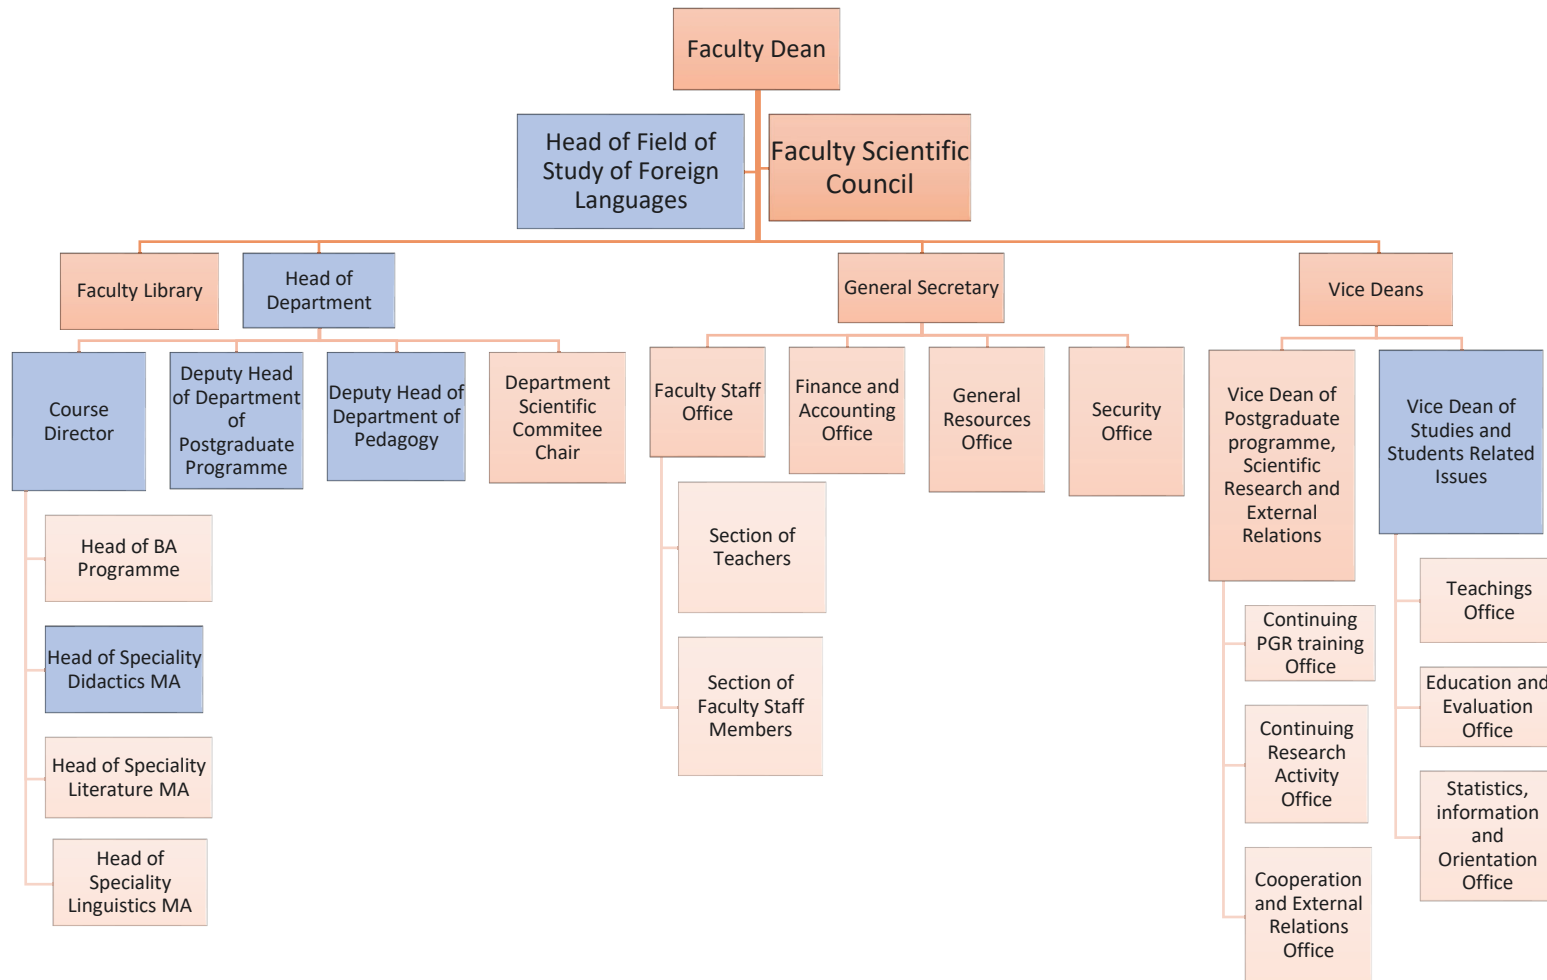 Faculty Dean
Head of Field of
Study of Foreign
Languages
Faculty Scientific
Council
Faculty Library
Head of
Department
General Secretary
Vice Deans
Course
Director
Deputy Head
of Department
of
Postgraduate
Programme
Deputy Head of
Department of
Pedagogy
Department
Scientific
Commitee
Chair
Faculty Staff
Office
Finance and
Accounting
Office
General
Resources
Office
Security
Office
Vice Dean of
Postgraduate
programme,
Scientific
Research and
External
Relations
Vice Dean of
Studies and
Students Related
Issues
Head of BA
Programme
Head of Speciality
Didactics MA
Head of Speciality
Literature MA
Head of
Speciality
Linguistics MA
Section of
Teachers
Section of
Faculty Staff
Members
Continuing
PGR training
Office
Continuing
Research
Activity
Office
Cooperation
and External
Relations
Office
Teachings
Office
Education and
Evaluation
Office
Statistics,
information
and
Orientation
Office